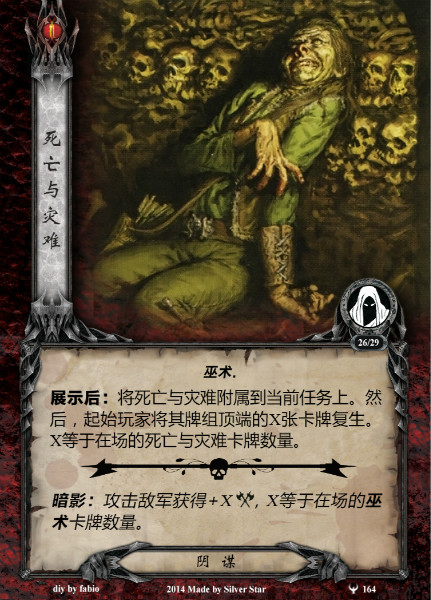 死亡与灾难
26/29
巫术.
展示后：将死亡与灾难附属到当前任务上。然
后，起始玩家将其牌组顶端的X张卡牌复生。
X等于在场的死亡与灾难卡牌数量。
暗影：攻击敌军获得+X，X等于在场的巫
术卡牌数量。
阴 谋
diy by fabio
2014 Made by Silver Star
164